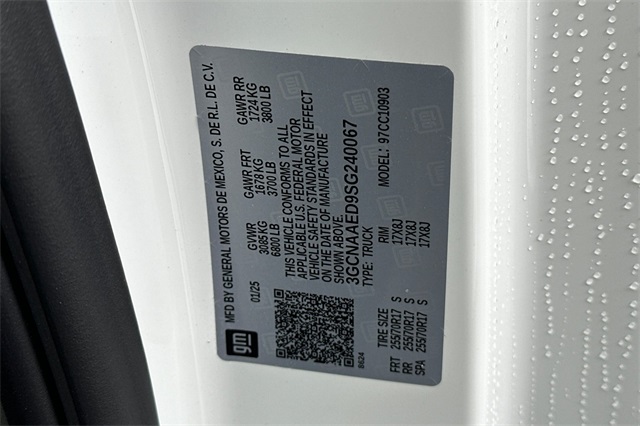 MFD BY GENERAL MOTORS DE MEXICO, S. DE R.L. DE C.V.
01/25
GVWR GAWR FRT GAWR RR
3085 KG 1678 KG 1724 KG
6800 LB 3700 LB 3800 LB
THIS VEHICLE CONFORMS TO ALL
APPLICABLE U.S. FEDERAL MOTOR
VEHICLE SAFETY STANDARDS IN EFFECT
ON THE DATE OF MANUFACTURE
SHOWN ABOVE.
3GCNAAED9SG240067
TYPE: TRUCK MODEL: 97CC10903
gm
8624
TIRE SIZE RIM
FRT 255/70R17 S 17X8J
RR 255/70R17 S 17X8J
SPA 255/70R17 S 17X8J